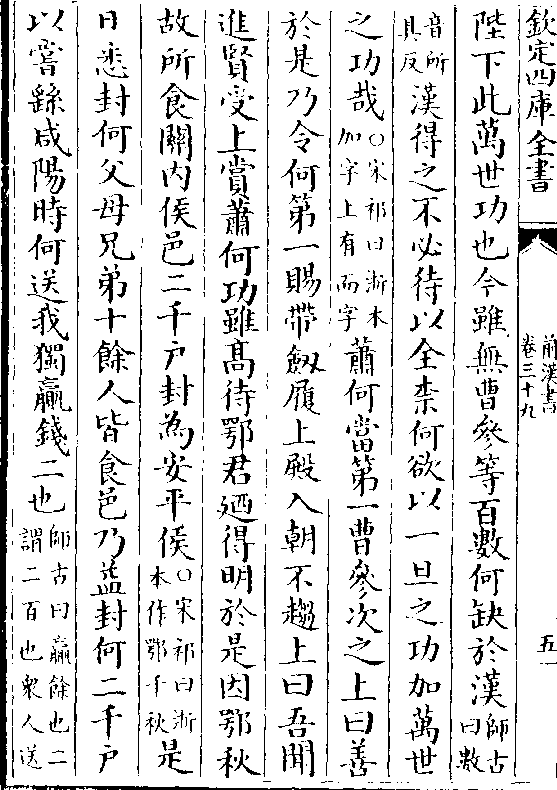 欽定四庫全書
前漢書
卷三十九
五
陛下此萬世功也今雖無曹參等百數何缺於漢師古曰數
音所具反漢得之不必待以全柰何欲以一旦之功加萬世
之功哉○宋祁曰浙本加字上有而字蕭何當第一曹參次之上曰善
於是乃令何第一賜帶劒履上殿入朝不趨上曰吾聞
進賢受上賞蕭何功雖髙待鄂君廼得明於是因鄂秋
故所食關内侯邑二千戸封為安平侯○宋祁曰浙本作鄂千秋是
日悉封何父母兄弟十餘人皆食邑乃益封何二千戸
以嘗繇咸陽時何送我獨贏錢二也師古曰贏餘也二謂二百也衆人送